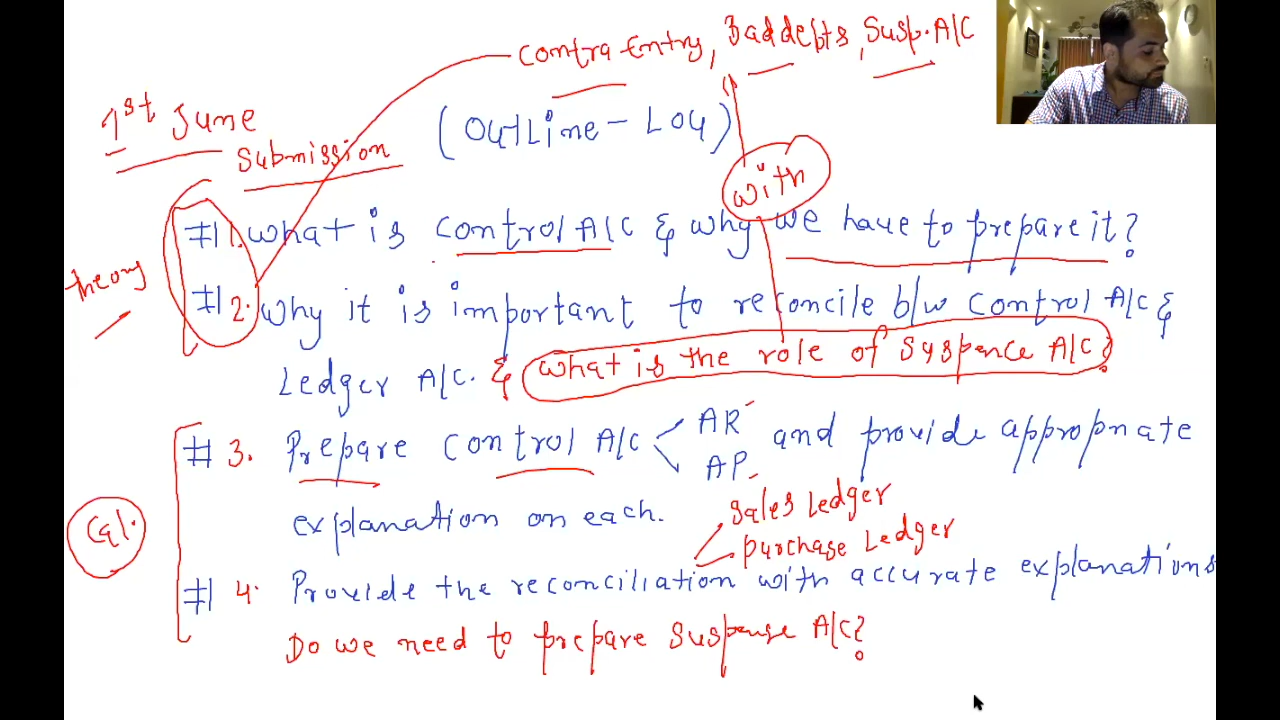 Contra Entry, Bad debts, Susp. A/C
1st June
Submission
(OutLine - LO4)
with
#1. What is control A/C & why we have to prepare it?
Theory
#2. Why it is important to reconcile b/w control A/C &
Ledger A/C. & what is the role of Suspence A/C?
#3. Prepare control A/C AR and provide appropriate
AP
explanation on each.
Sales Ledger
Cal.
Purchase Ledger
#4. Provide the reconciliation with accurate explanations
Do we need to prepare Suspense A/C?